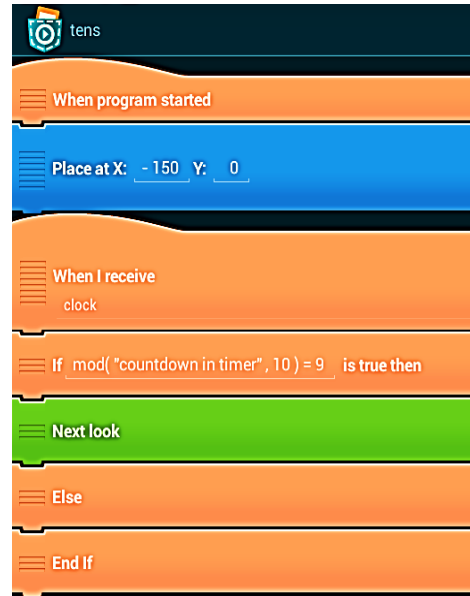 tens
When program started
Place at X: - 150 Y: 0
When I receive
clock
If mod( "countdown in timer" , 10 ) = 9 is true then
Next look
Else
End If